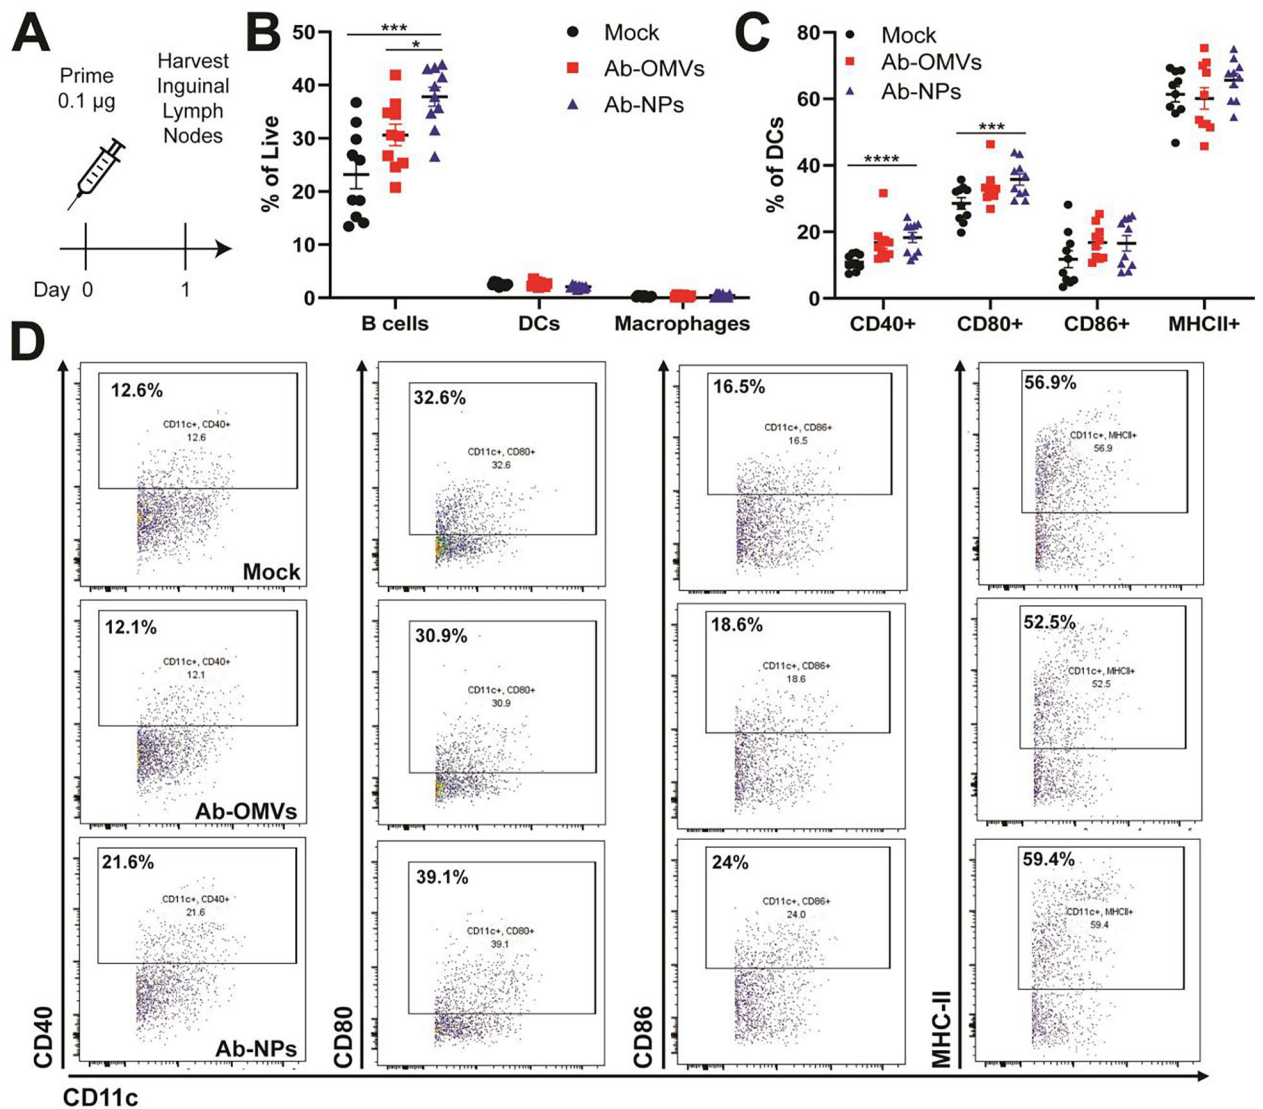 A
Prime
0.1 µg
Harvest
Inguinal
Lymph
Nodes
Day 0 1
B
% of Live
50
40
30
20
10
0
***
*
Mock
Ab-OMVs
Ab-NPs
B cells DCs Macrophages
C
% of DCs
80
60
40
20
0
Mock
Ab-OMVs
Ab-NPs
****
***
CD40+ CD80+ CD86+ MHCII+
D
12.6%
CD11c+, CD40+
12.6
Mock
32.6%
CD11c+, CD80+
32.6
16.5%
CD11c+, CD86+
16.5
56.9%
CD11c+, MHCII+
56.9
12.1%
CD11c+, CD40+
12.1
Ab-OMVs
30.9%
CD11c+, CD80+
30.9
18.6%
CD11c+, CD86+
18.6
52.5%
CD11c+, MHCII+
52.5
21.6%
CD11c+, CD40+
21.6
Ab-NPs
39.1%
CD11c+, CD80+
39.1
24%
CD11c+, CD86+
24.0
59.4%
CD11c+, MHCII+
59.4
CD40
CD80
CD86
MHC-II
CD11c